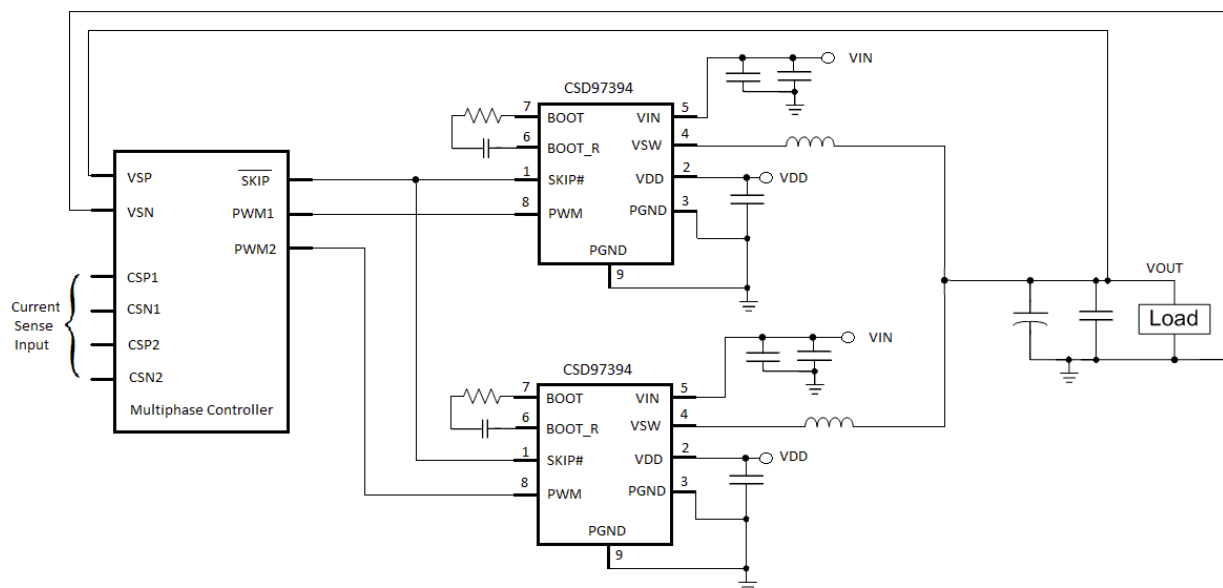 CSD97394
VIN
7
BOOT
VIN
5
6
BOOT_R
VSW
4
VSP
SKIP
1
SKIP#
VDD
2
VDD
VSN
PWM1
8
PWM
PGND
3
PWM2
PGND
9
CSP1
CSN1
CSP2
CSN2
Current
Sense
Input
Multiphase Controller
VOUT
Load
CSD97394
VIN
7
BOOT
VIN
5
6
BOOT_R
VSW
4
1
SKIP#
VDD
2
VDD
8
PWM
PGND
3
PGND
9